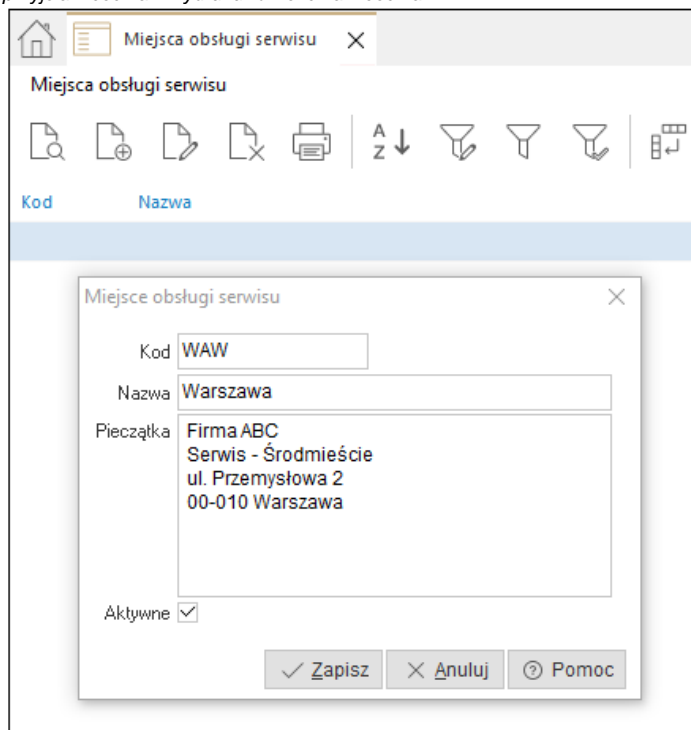 Miejsca obsługi serwisu
Miejsca obsługi serwisu
A
Z
Kod Nazwa
Miejsce obsługi serwisu
Kod WAW
Nazwa Warszawa
Pieczątka Firma ABC
Serwis - Środmieście
ul. Przemysłowa 2
00-010 Warszawa
Aktywne
Zapisz Anuluj Pomoc